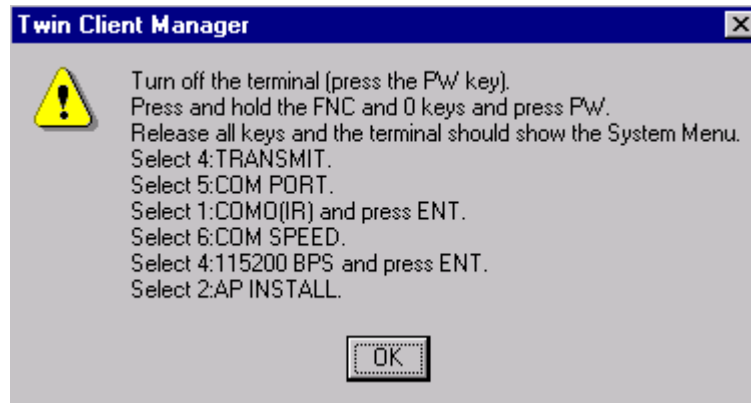 Twin Client Manager
Turn off the terminal (press the PW key).
Press and hold the FNC and 0 keys and press PW.
Release all keys and the terminal should show the System Menu.
Select 4:TRANSMIT.
Select 5:COM PORT.
Select 1:COM0(IR) and press ENT.
Select 6:COM SPEED.
Select 4:115200 BPS and press ENT.
Select 2:AP INSTALL.
OK